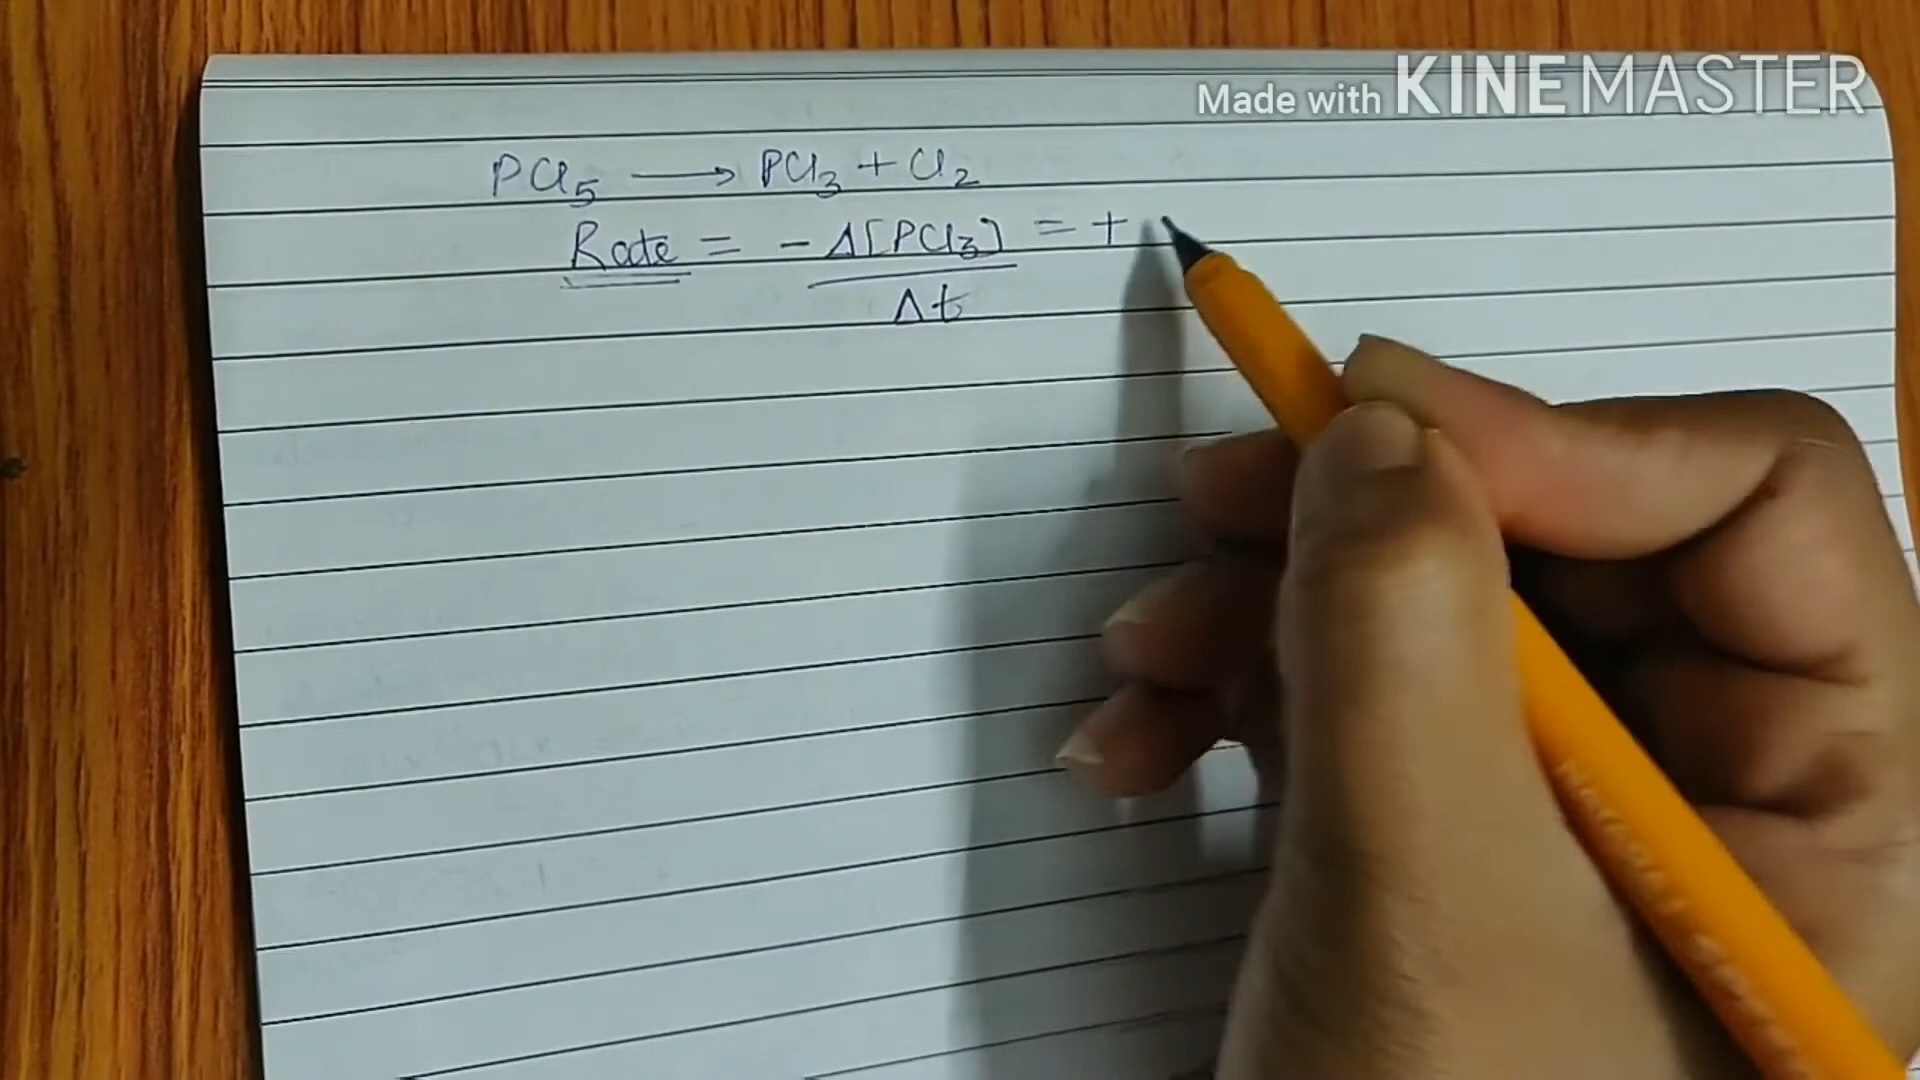 Made with KINEMASTER
PCl5 → PCl3 + Cl2
Rate = - Δ[PCl3] = +
Δt